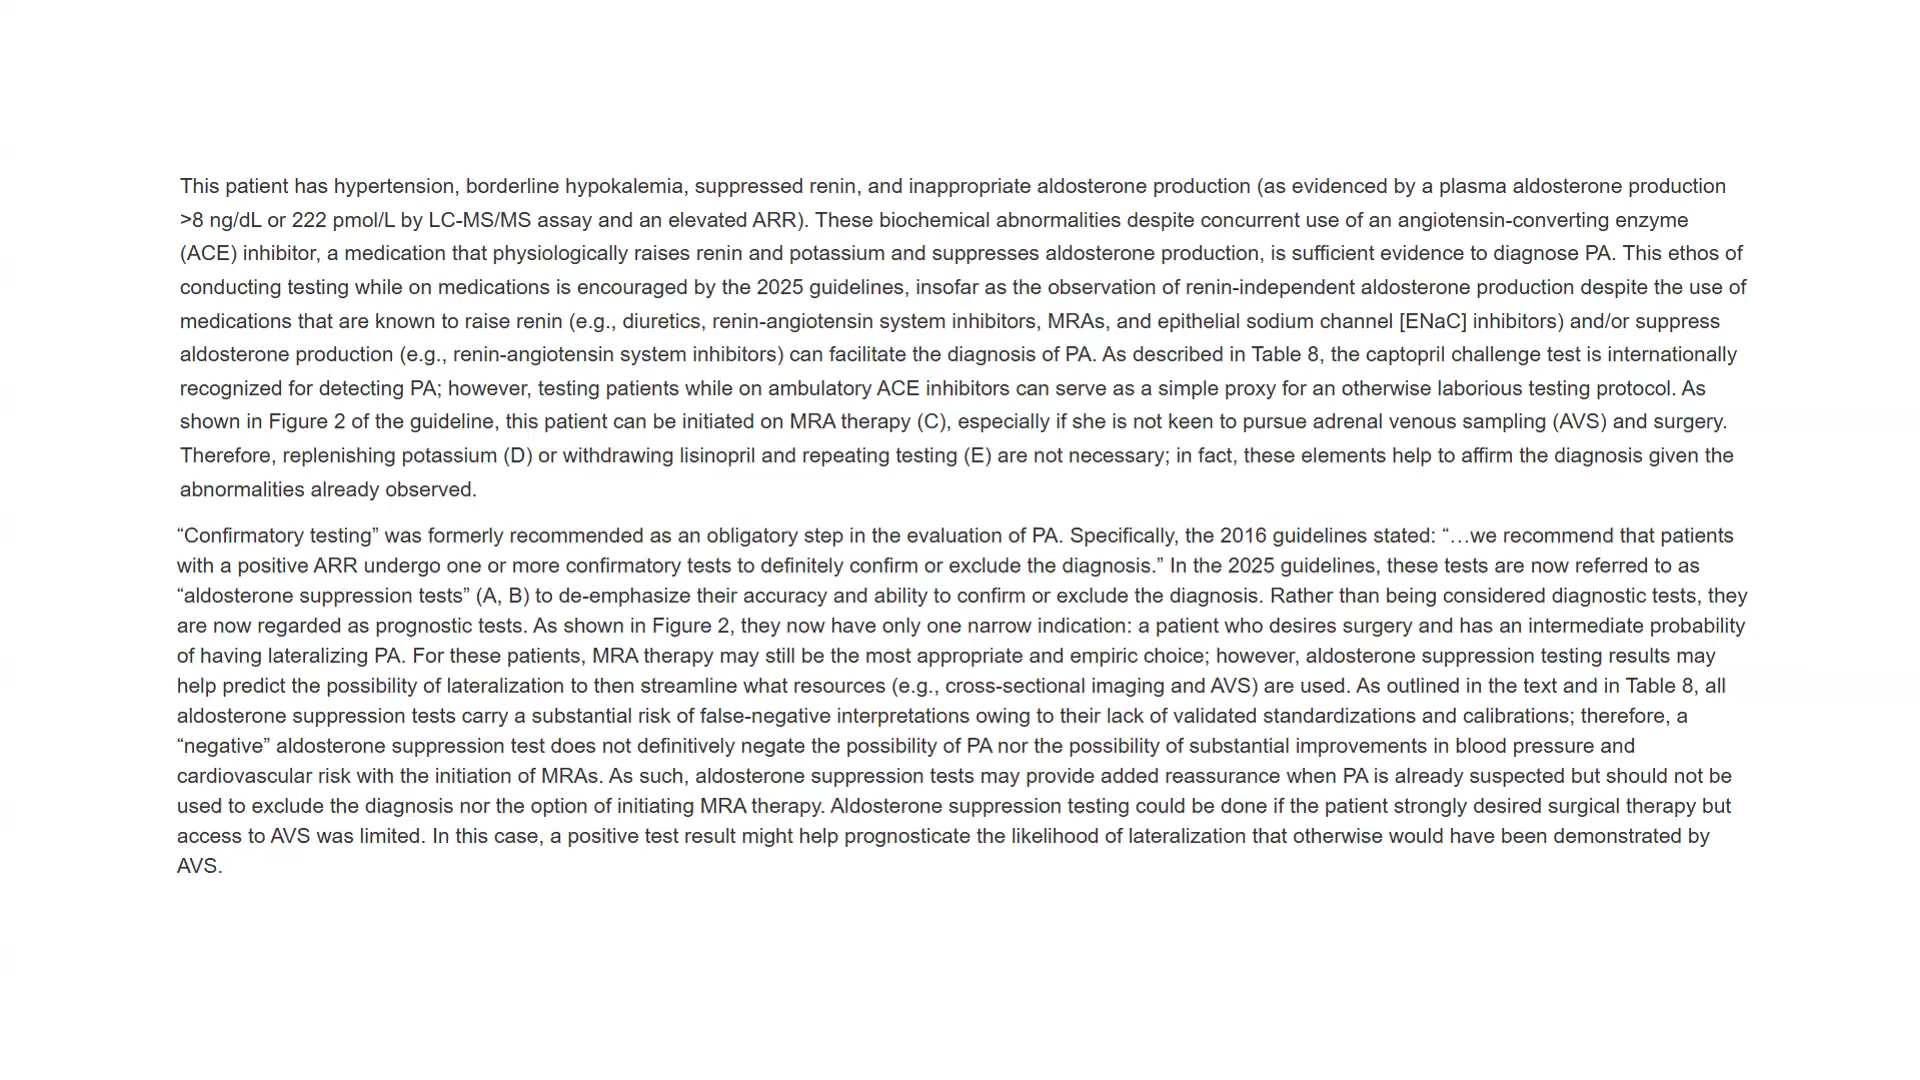 This patient has hypertension, borderline hypokalemia, suppressed renin, and inappropriate aldosterone production (as evidenced by a plasma aldosterone production
>8 ng/dL or 222 pmol/L by LC-MS/MS assay and an elevated ARR). These biochemical abnormalities despite concurrent use of an angiotensin-converting enzyme
(ACE) inhibitor, a medication that physiologically raises renin and potassium and suppresses aldosterone production, is sufficient evidence to diagnose PA. This ethos of
conducting testing while on medications is encouraged by the 2025 guidelines, insofar as the observation of renin-independent aldosterone production despite the use of
medications that are known to raise renin (e.g., diuretics, renin-angiotensin system inhibitors, MRAs, and epithelial sodium channel [ENaC] inhibitors) and/or suppress
aldosterone production (e.g., renin-angiotensin system inhibitors) can facilitate the diagnosis of PA. As described in Table 8, the captopril challenge test is internationally
recognized for detecting PA; however, testing patients while on ambulatory ACE inhibitors can serve as a simple proxy for an otherwise laborious testing protocol. As
shown in Figure 2 of the guideline, this patient can be initiated on MRA therapy (C), especially if she is not keen to pursue adrenal venous sampling (AVS) and surgery.
Therefore, replenishing potassium (D) or withdrawing lisinopril and repeating testing (E) are not necessary; in fact, these elements help to affirm the diagnosis given the
abnormalities already observed.
“Confirmatory testing” was formerly recommended as an obligatory step in the evaluation of PA. Specifically, the 2016 guidelines stated: “…we recommend that patients
with a positive ARR undergo one or more confirmatory tests to definitely confirm or exclude the diagnosis.” In the 2025 guidelines, these tests are now referred to as
“aldosterone suppression tests” (A, B) to de-emphasize their accuracy and ability to confirm or exclude the diagnosis. Rather than being considered diagnostic tests, they
are now regarded as prognostic tests. As shown in Figure 2, they now have only one narrow indication: a patient who desires surgery and has an intermediate probability
of having lateralizing PA. For these patients, MRA therapy may still be the most appropriate and empiric choice; however, aldosterone suppression testing results may
help predict the possibility of lateralization to then streamline what resources (e.g., cross-sectional imaging and AVS) are used. As outlined in the text and in Table 8, all
aldosterone suppression tests carry a substantial risk of false-negative interpretations owing to their lack of validated standardizations and calibrations; therefore, a
“negative” aldosterone suppression test does not definitively negate the possibility of PA nor the possibility of substantial improvements in blood pressure and
cardiovascular risk with the initiation of MRAs. As such, aldosterone suppression tests may provide added reassurance when PA is already suspected but should not be
used to exclude the diagnosis nor the option of initiating MRA therapy. Aldosterone suppression testing could be done if the patient strongly desired surgical therapy but
access to AVS was limited. In this case, a positive test result might help prognosticate the likelihood of lateralization that otherwise would have been demonstrated by
AVS.